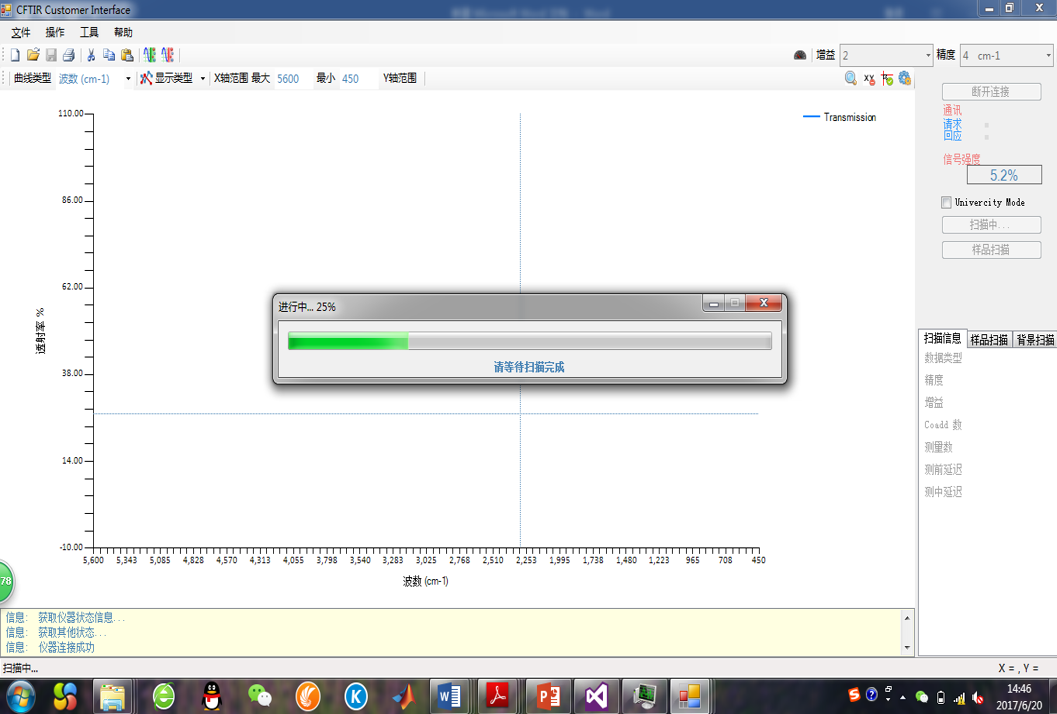 CFTIR Customer Interface
文件 操作 工具 帮助
增益 2 精度 4 cm-1
曲线类型 波数 (cm-1) 显示类型 X轴范围 最大 5600 最小 450 Y轴范围
断开连接
通讯
请求
回应
信号强度
5.2%
Univercity Mode
扫描中...
样品扫描
Transmission
110.00
86.00
62.00
38.00
14.00
-10.00
透射率 %
5,600 5,343 5,083 4,828 4,570 4,313 4,055 3,798 3,540 3,283 3,025 2,768 2,510 2,253 1,995 1,738 1,480 1,223 965 708 450
波数 (cm-1)
进行中... 25%
请等待扫描完成
扫描信息 样品扫描 背景扫描
数据类型
精度
增益
Coadd 数
测量数
测前延迟
测中延迟
78
信息: 获取仪器状态信息...
信息: 获取其他状态...
信息: 仪器连接成功
扫描中...
X = , Y =
14:46
2017/6/20